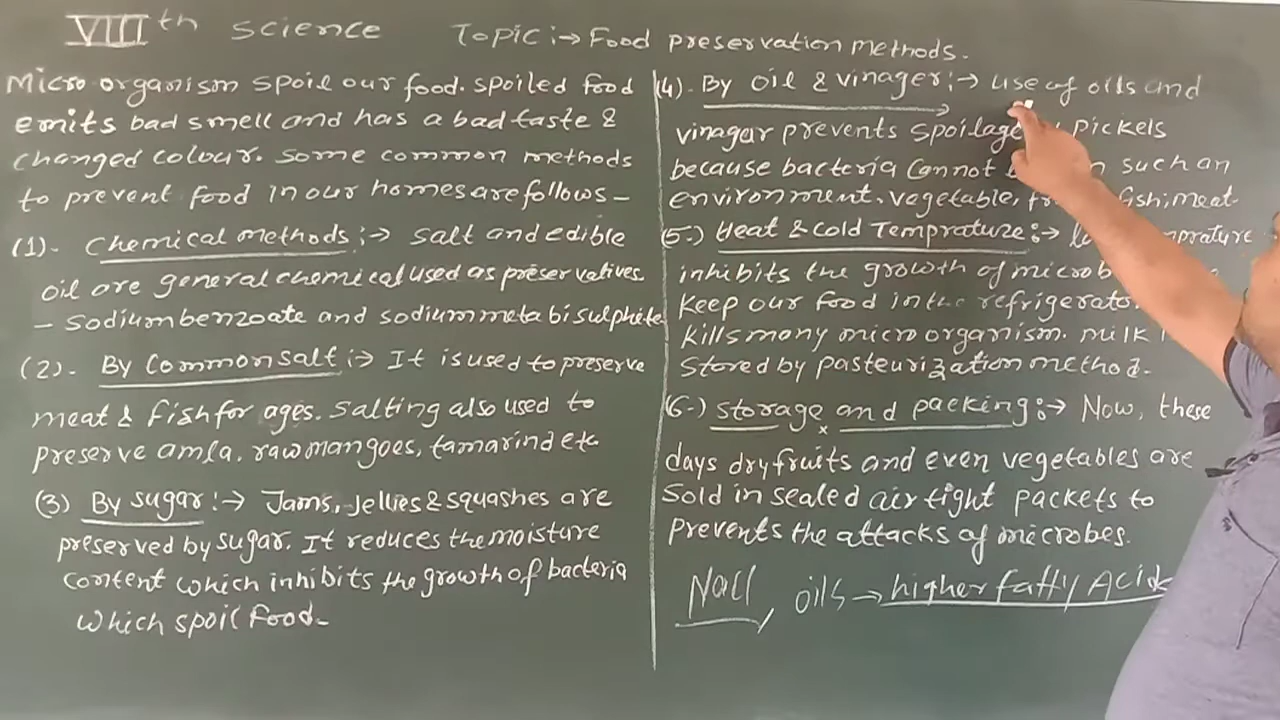 VIIIth science Topic :→ Food preservation methods.
Micro organism spoil our food. spoiled food
emits bad smell and has a bad taste &
changed colour. some common methods
to prevent food in our homes are follows –
(1)- Chemical methods :→ salt and edible
oil are general chemical used as preservatives.
– sodium benzoate and sodium meta bisulphite
(2)- By Common salt :→ It is used to preserve
meat & fish for ages. salting also used to
preserve amla, raw mangoes, tamarind etc.
(3) By sugar :→ Jams, Jellies & squashes are
preserved by sugar. It reduces the moisture
content which inhibits the growth of bacteria
which spoil food.
(4)- By oil & vinager :→ use of oils and
vinagar prevents spoilage pickels
because bacteria cannot such an
environment. vegetable, fish, meat.
(5-) Heat & cold Temprature :→
inhibits the growth of
Keep our food in the
kills many micro organism. milk
stored by pasteurization method.
(6-) storage and packing :→ Now, these
days dry fruits and even vegetables are
sold in sealed air tight packets to
prevents the attacks of microbes.
Nacl, oils → higher fatty Acids